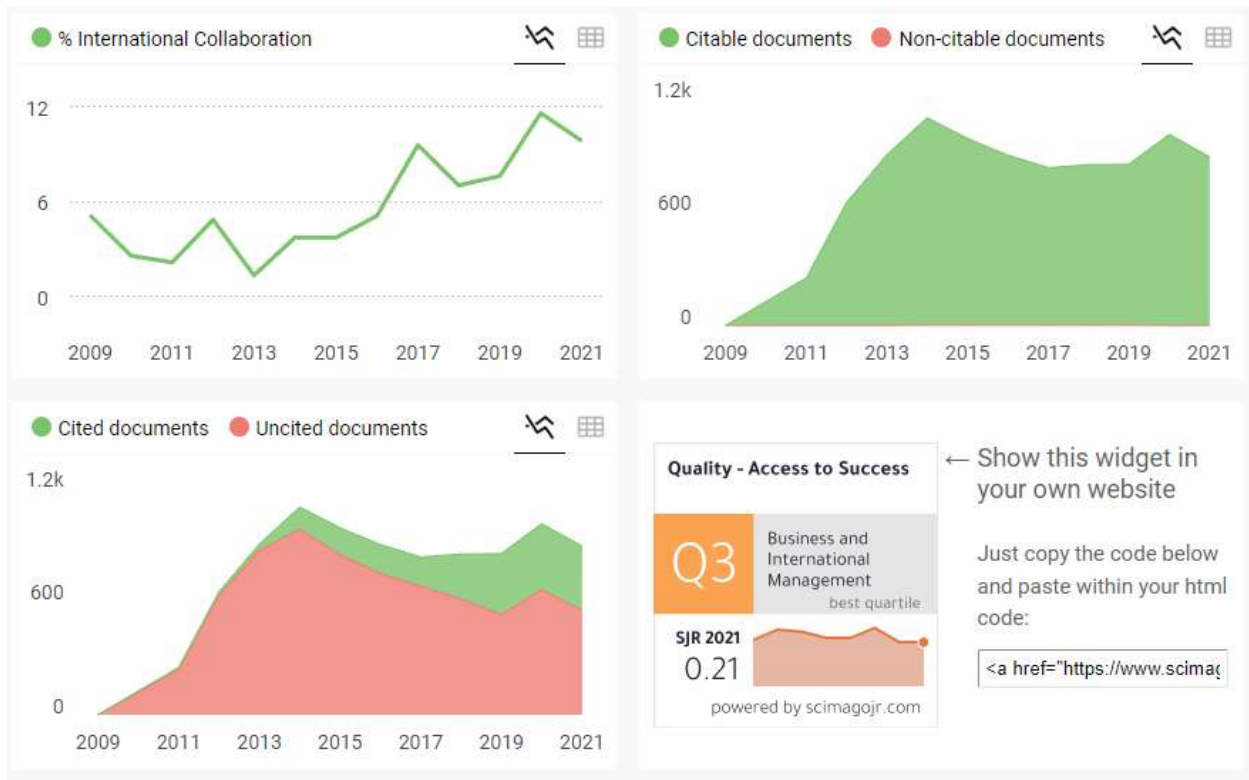 % International Collaboration
12
6
0
2009 2011 2013 2015 2017 2019 2021
Citable documents Non-citable documents
1.2k
600
0
2009 2011 2013 2015 2017 2019 2021
Cited documents Uncited documents
1.2k
600
0
2009 2011 2013 2015 2017 2019 2021
Quality - Access to Success
Q3
Business and
International
Management
best quartile
SJR 2021
0.21
powered by scimagojr.com
← Show this widget in
your own website
Just copy the code below
and paste within your html
code:
<a href="https://www.scimag